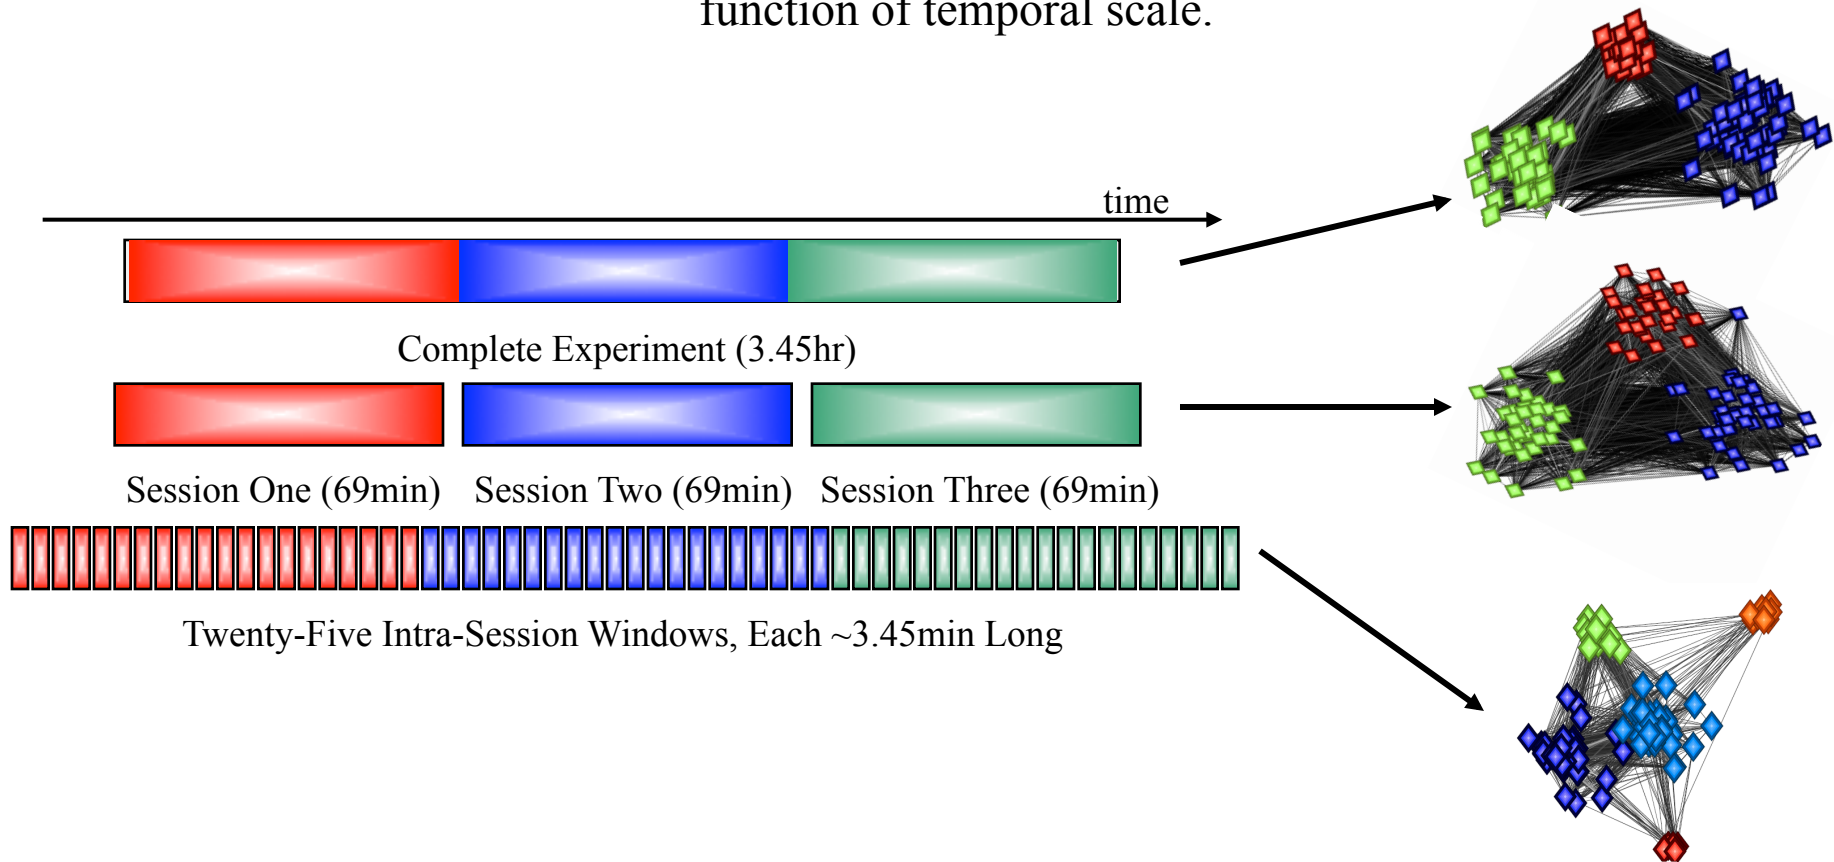 function of temporal scale.
time
Complete Experiment (3.45hr)
Session One (69min) Session Two (69min) Session Three (69min)
Twenty-Five Intra-Session Windows, Each ~3.45min Long